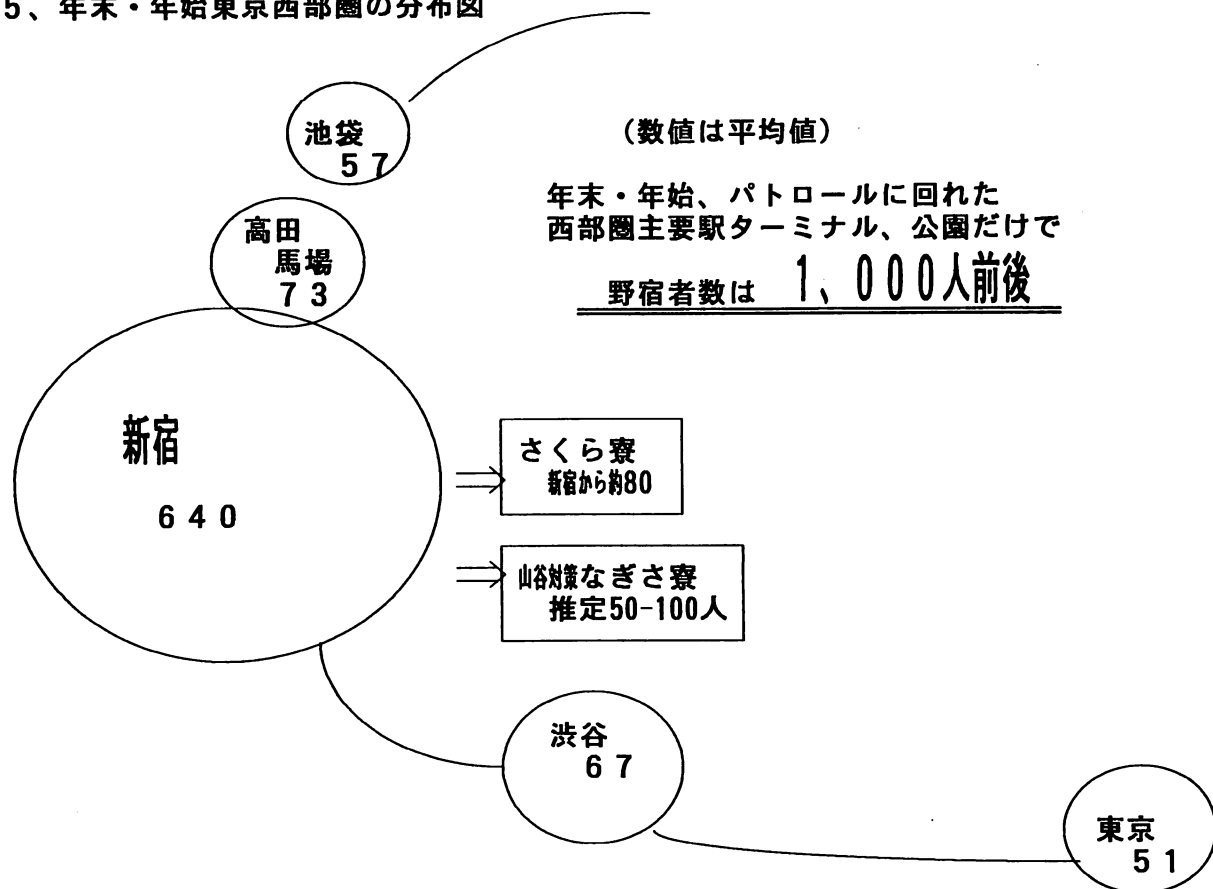 5、年末・年始東京西部圏の分布図
池袋
57
(数値は平均値)
年末・年始、パトロールに回れた
西部圏主要駅ターミナル、公園だけで
野宿者数は 1、000人前後
高田
馬場
73
新宿
640
さくら寮
新宿から約80
山谷対策なぎさ寮
推定50-100人
渋谷
67
東京
51